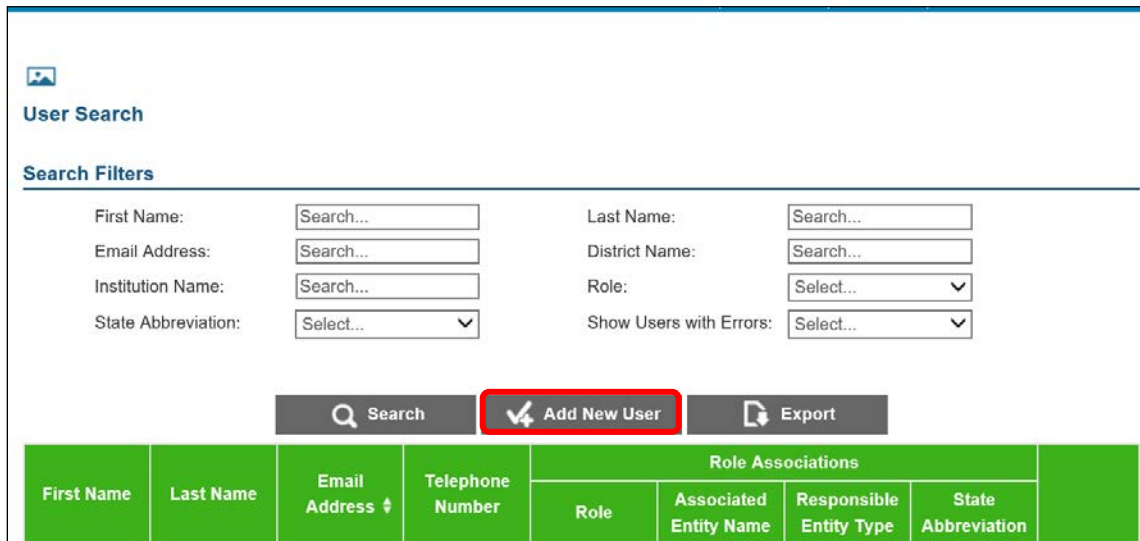 User Search
Search Filters
First Name: Search... Last Name: Search...
Email Address: Search... District Name: Search...
Institution Name: Search... Role: Select...
State Abbreviation: Select... Show Users with Errors: Select...
Search Add New User Export
First Name Last Name Email Address Telephone Number Role Associations
Role Associated Entity Name Responsible Entity Type State Abbreviation